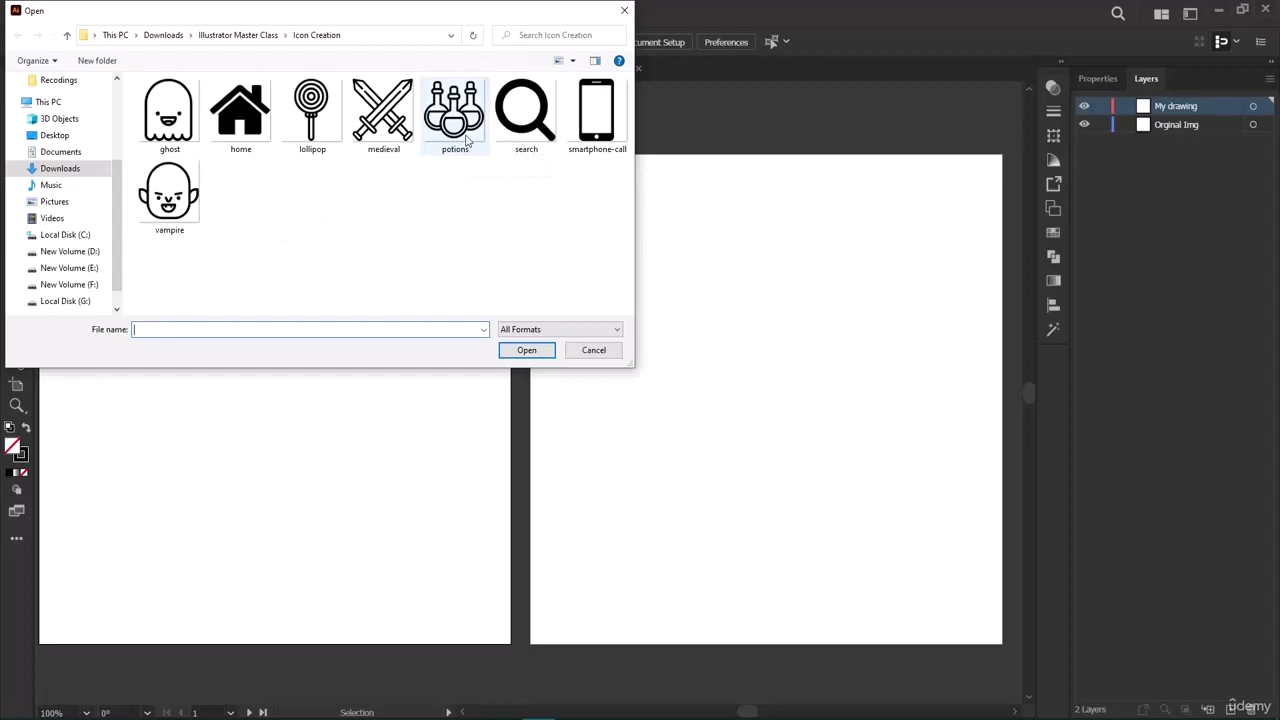 Ai Open
This PC > Downloads > Illustrator Master Class > Icon Creation
Search Icon Creation
Organize
New folder
Recodings
This PC
3D Objects
Desktop
Documents
Downloads
Music
Pictures
Videos
Local Disk (C:)
New Volume (D:)
New Volume (E:)
New Volume (F:)
Local Disk (G:)
ghost
home
lollipop
medieval
potions
search
smartphone-call
vampire
File name:
All Formats
Open
Cancel
ument Setup
Preferences
Properties
Layers
My drawing
Orginal Img
100%
0°
1
Selection
2 Layers
Udemy